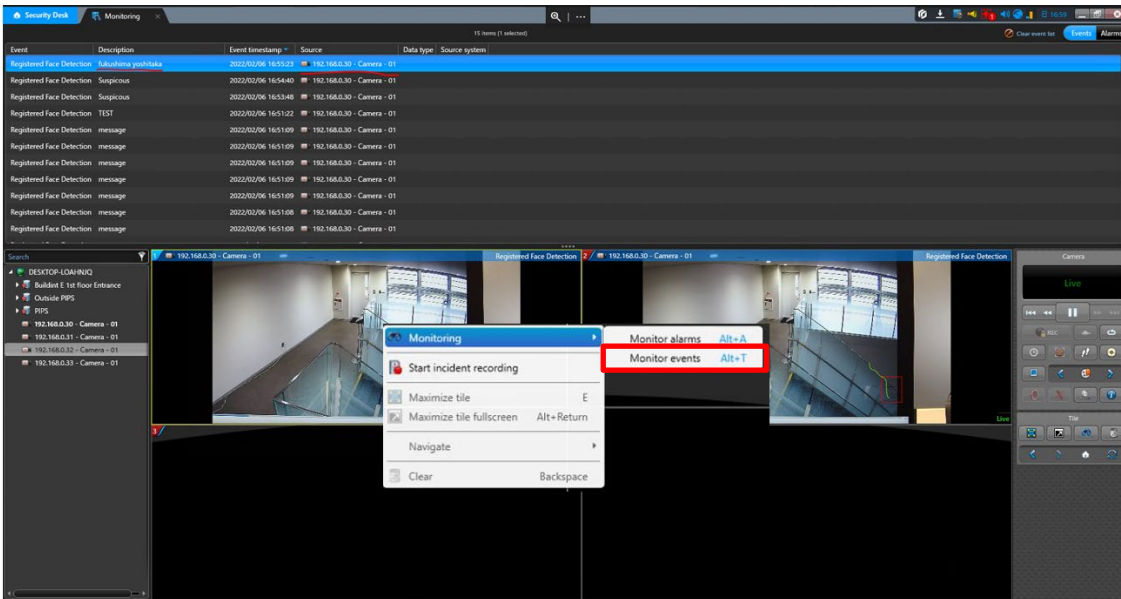 Security Desk
Monitoring
16:59
15 items (1 selected)
Clear event list
Events
Alarms
Event Description Event timestamp Source Data type Source system
Registered Face Detection fukushima yoshitaka 2022/02/06 16:55:23 192.168.0.30 - Camera - 01
Registered Face Detection Suspicous 2022/02/06 16:54:40 192.168.0.30 - Camera - 01
Registered Face Detection Suspicous 2022/02/06 16:53:48 192.168.0.30 - Camera - 01
Registered Face Detection TEST 2022/02/06 16:51:22 192.168.0.30 - Camera - 01
Registered Face Detection message 2022/02/06 16:51:09 192.168.0.30 - Camera - 01
Registered Face Detection message 2022/02/06 16:51:09 192.168.0.30 - Camera - 01
Registered Face Detection message 2022/02/06 16:51:09 192.168.0.30 - Camera - 01
Registered Face Detection message 2022/02/06 16:51:09 192.168.0.30 - Camera - 01
Registered Face Detection message 2022/02/06 16:51:09 192.168.0.30 - Camera - 01
Registered Face Detection message 2022/02/06 16:51:08 192.168.0.30 - Camera - 01
Registered Face Detection message 2022/02/06 16:51:08 192.168.0.30 - Camera - 01
Search
DESKTOP-LOAHNJQ
Buildint E 1st floor Entrance
Outside PIPS
PIPS
192.168.0.30 - Camera - 01
192.168.0.31 - Camera - 01
192.168.0.32 - Camera - 01
192.168.0.33 - Camera - 01
1 192.168.0.30 - Camera - 01 Registered Face Detection
2 192.168.0.30 - Camera - 01 Registered Face Detection
Live
3
Monitoring
Start incident recording
Maximize tile E
Maximize tile fullscreen Alt+Return
Navigate
Clear Backspace
Monitor alarms Alt+A
Monitor events Alt+T
Camera
Live
REC
Tile